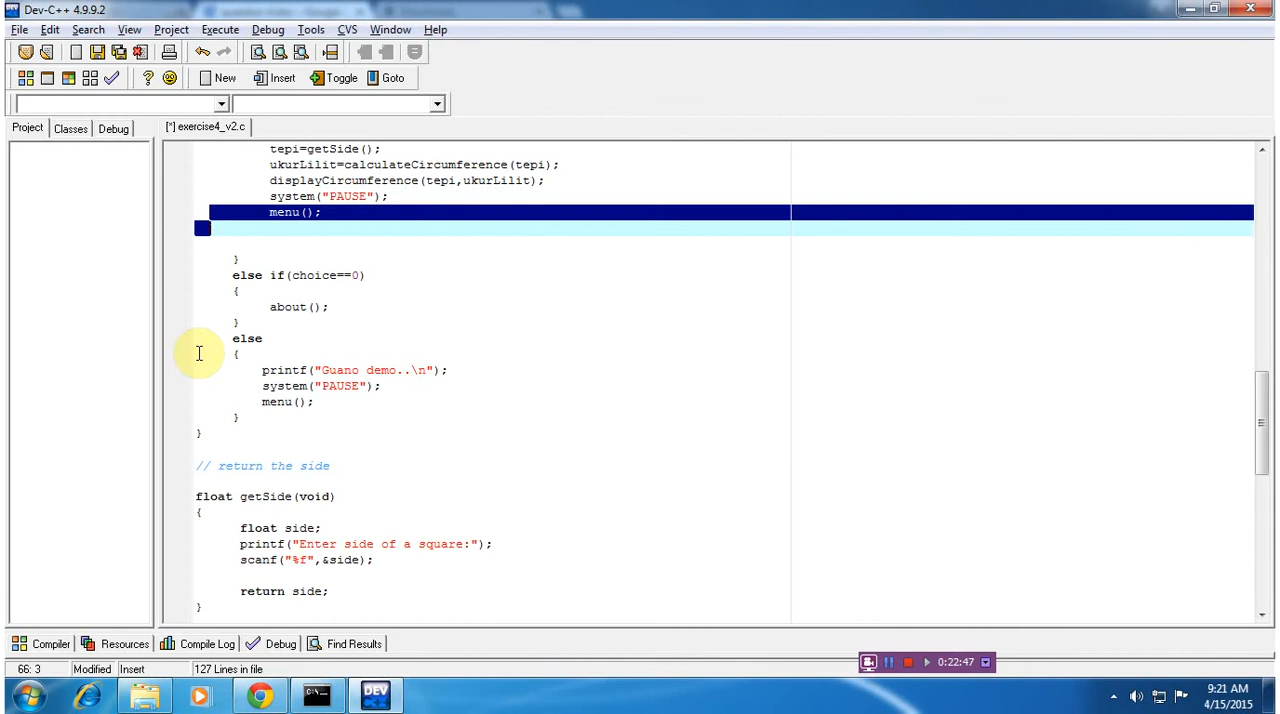 Dev-C++ 4.9.9.2
File Edit Search View Project Execute Debug Tools CVS Window Help
New Insert Toggle Goto
Project Classes Debug
[*] exercise4_v2.c
tepi=getSide();
ukurLilit=calculateCircumference(tepi);
displayCircumference(tepi,ukurLilit);
system("PAUSE");
menu();
}
else if(choice==0)
{
about();
}
else
{
printf("Guano demo..\n");
system("PAUSE");
menu();
}
}
// return the side
float getSide(void)
{
float side;
printf("Enter side of a square:");
scanf("%f",&side);
return side;
}
Compiler Resources Compile Log Debug Find Results
66: 3 Modified Insert 127 Lines in file
0:22:47
DEV
9:21 AM
4/15/2015